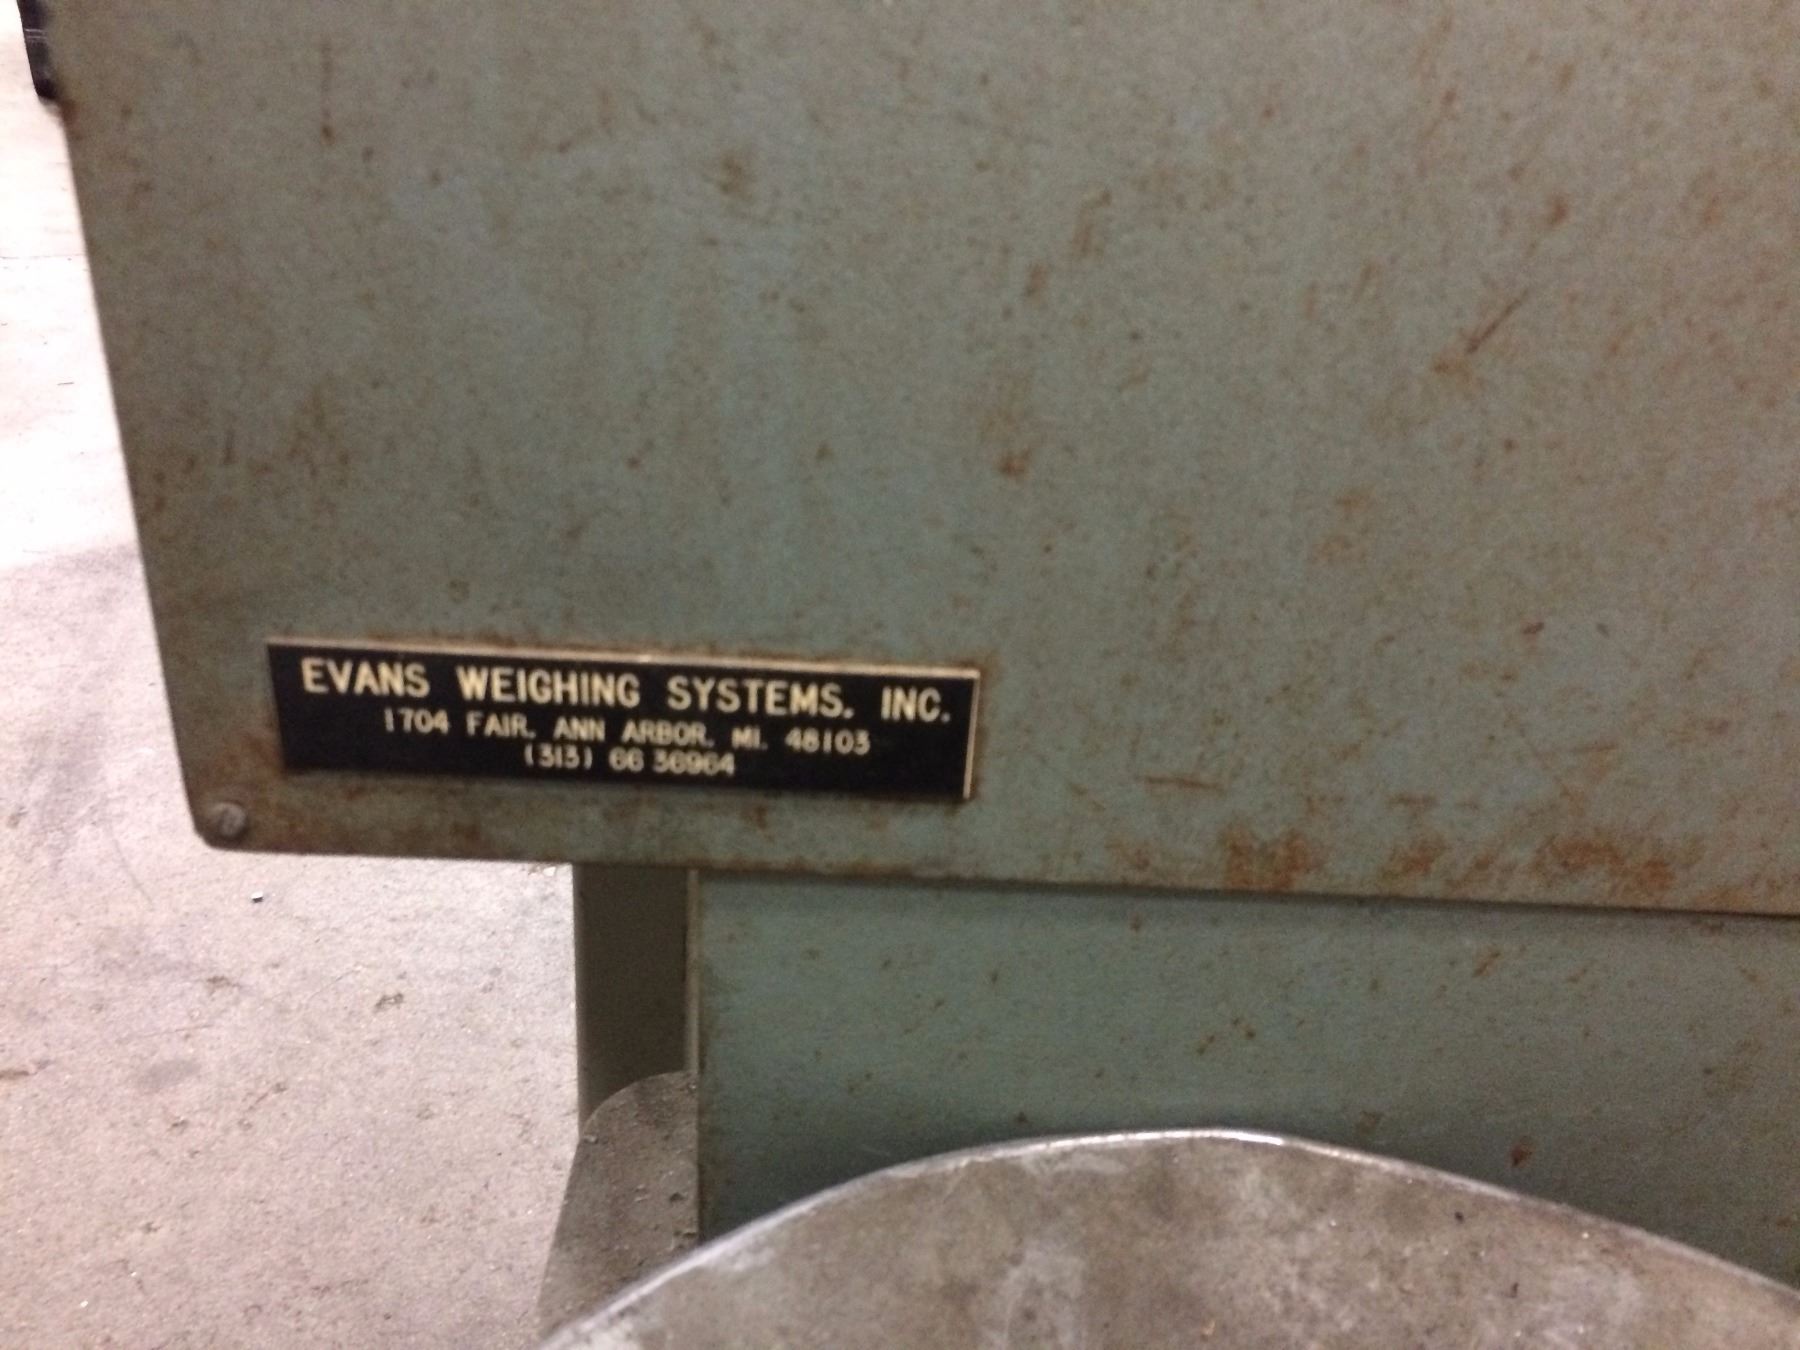 EVANS WEIGHING SYSTEMS, INC.
1704 FAIR. ANN ARBOR. MI. 48103
(313) 66 36964